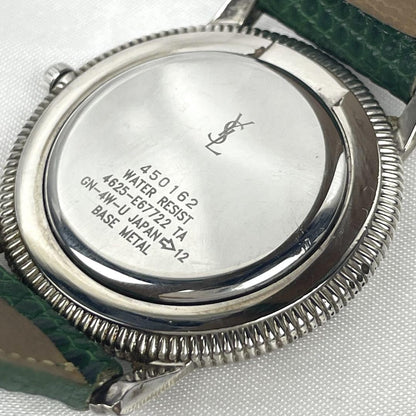 YSL
450162
WATER RESIST
4625-E67722 TA
GN-4W-U JAPAN ⇨12
BASE METAL